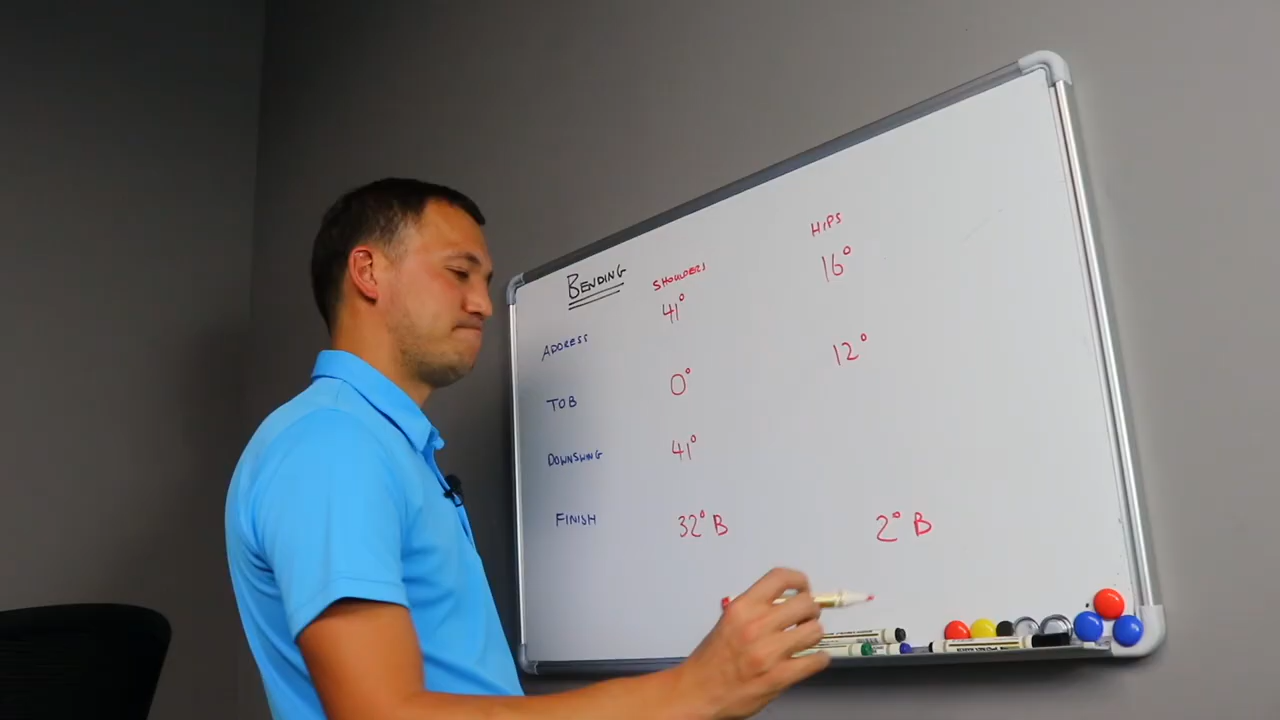 BENDING SHOULDERS HIPS
ADDRESS 41° 16°
TOB 0° 12°
DOWNSWING 41°
FINISH 32° B 2° B